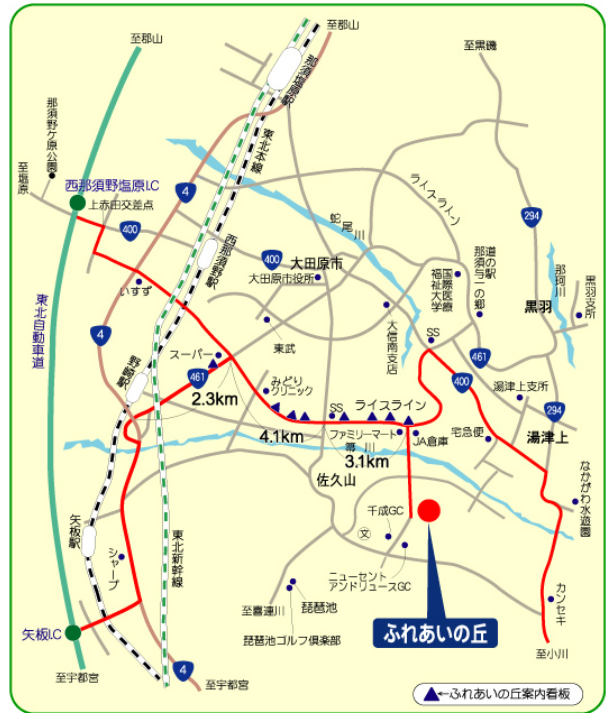 至郡山
至郡山
至黒磯
那須塩原駅
那須野ケ原公園
至塩原
西那須野塩原I.C
上赤田交差点
4
東北本線
ライスライン
294
400
蛇尾川
西那須野駅
400
大田原市
大田原市役所
国際医療
福祉大学
道の駅
那須与一の郷
那珂川
黒羽支所
黒羽
いすず
東北自動車道
4
野崎駅
スーパー
東武
大信南支店
SS
461
湯津上支所
461
みどり
クリニック
400
294
2.3km
SS
ライスライン
宅急便
湯津上
4.1km
ファミリーマート
JA倉庫
箒川
3.1km
佐久山
なかがわ水遊園
矢板駅
東北新幹線
千成GC
文
シャープ
ニューセント
アンドリュースGC
カンセキ
琵琶池
至喜連川
矢板I.C
琵琶池ゴルフ倶楽部
ふれあいの丘
至小川
至宇都宮
4
至宇都宮
▲←ふれあいの丘案内看板